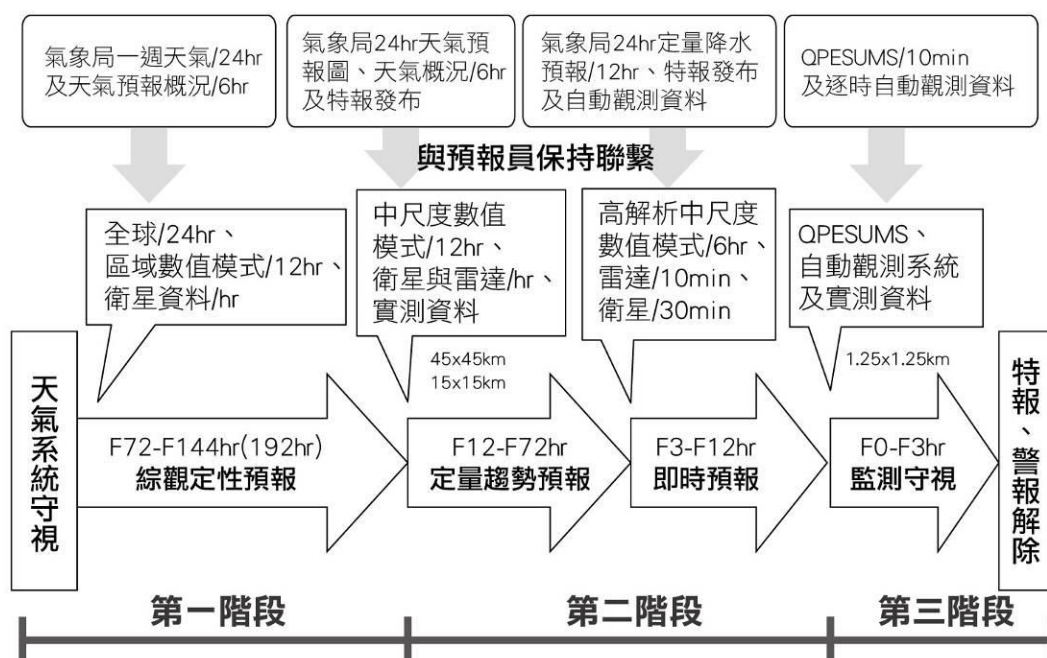 氣象局一週天氣/24hr
及天氣預報概況/6hr
氣象局24hr天氣預
報圖、天氣概況/6hr
及特報發布
氣象局24hr定量降水
預報/12hr、特報發布
及自動觀測資料
QPESUMS/10min
及逐時自動觀測資料
與預報員保持聯繫
全球/24hr、
區域數值模式/12hr、
衛星資料/hr
中尺度數值
模式/12hr、
衛星與雷達/hr、
實測資料
高解析中尺度
數值模式/6hr、
雷達/10min、
衛星/30min
QPESUMS、
自動觀測系統
及實測資料
45x45km
15x15km
1.25x1.25km
天氣系統守視
F72-F144hr(192hr)
綜觀定性預報
F12-F72hr
定量趨勢預報
F3-F12hr
即時預報
F0-F3hr
監測守視
特報、警報解除
第一階段
第二階段
第三階段